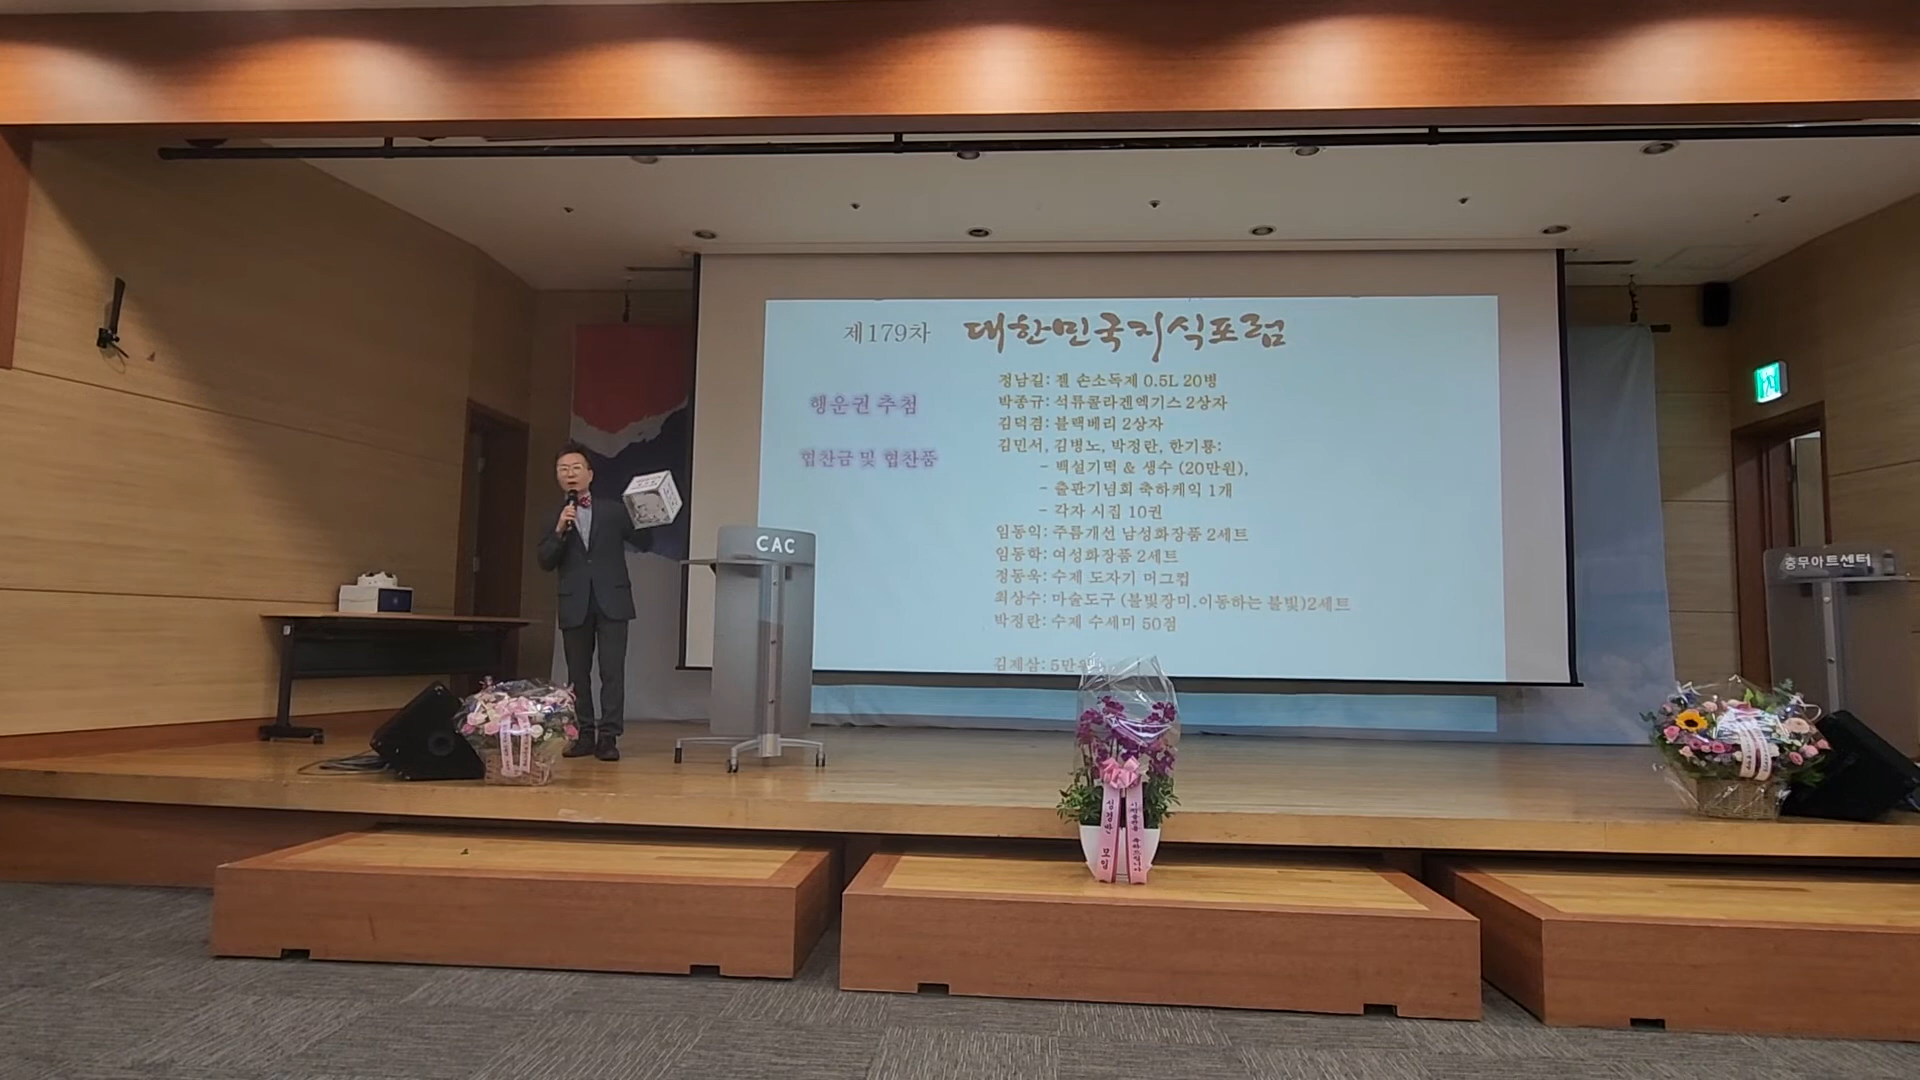 제179차 대한민국지식포럼
행운권 추첨
협찬금 및 협찬품
정남길: 젤 손소독제 0.5L 20병
박종규: 석류콜라겐엑기스 2상자
김덕겸: 블랙베리 2상자
김민서, 김병노, 박정란, 한기룡:
- 백설기떡 & 생수 (20만원),
- 출판기념회 축하케익 1개
- 각자 시집 10권
임동익: 주름개선 남성화장품 2세트
임동학: 여성화장품 2세트
정동욱: 수제 도자기 머그컵
최상수: 마술도구 (불빛장미.이동하는 불빛)2세트
박정란: 수제 수세미 50점
김제삼: 5만원
CAC
충무아트센터